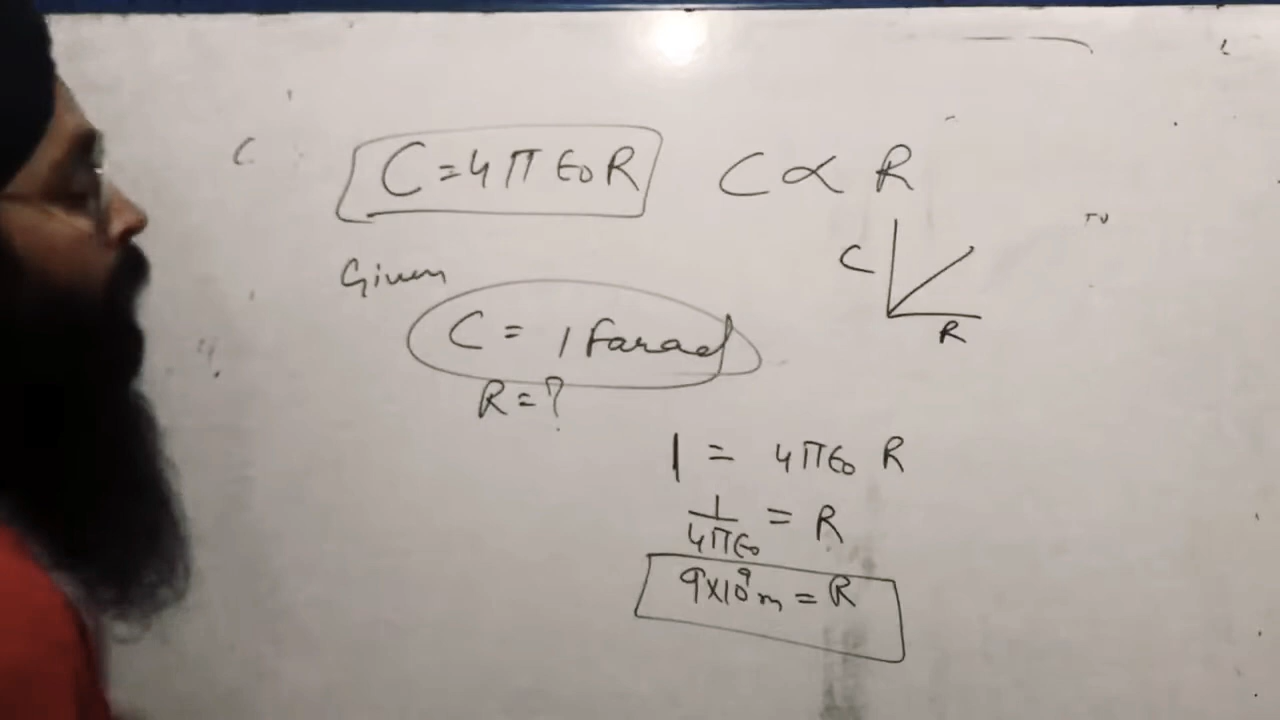 C = 4π ε₀ R
C ∝ R
C
R
Given
C = 1 Farad
R = ?
1 = 4πε₀ R
1/4πε₀ = R
9×10⁹ m = R